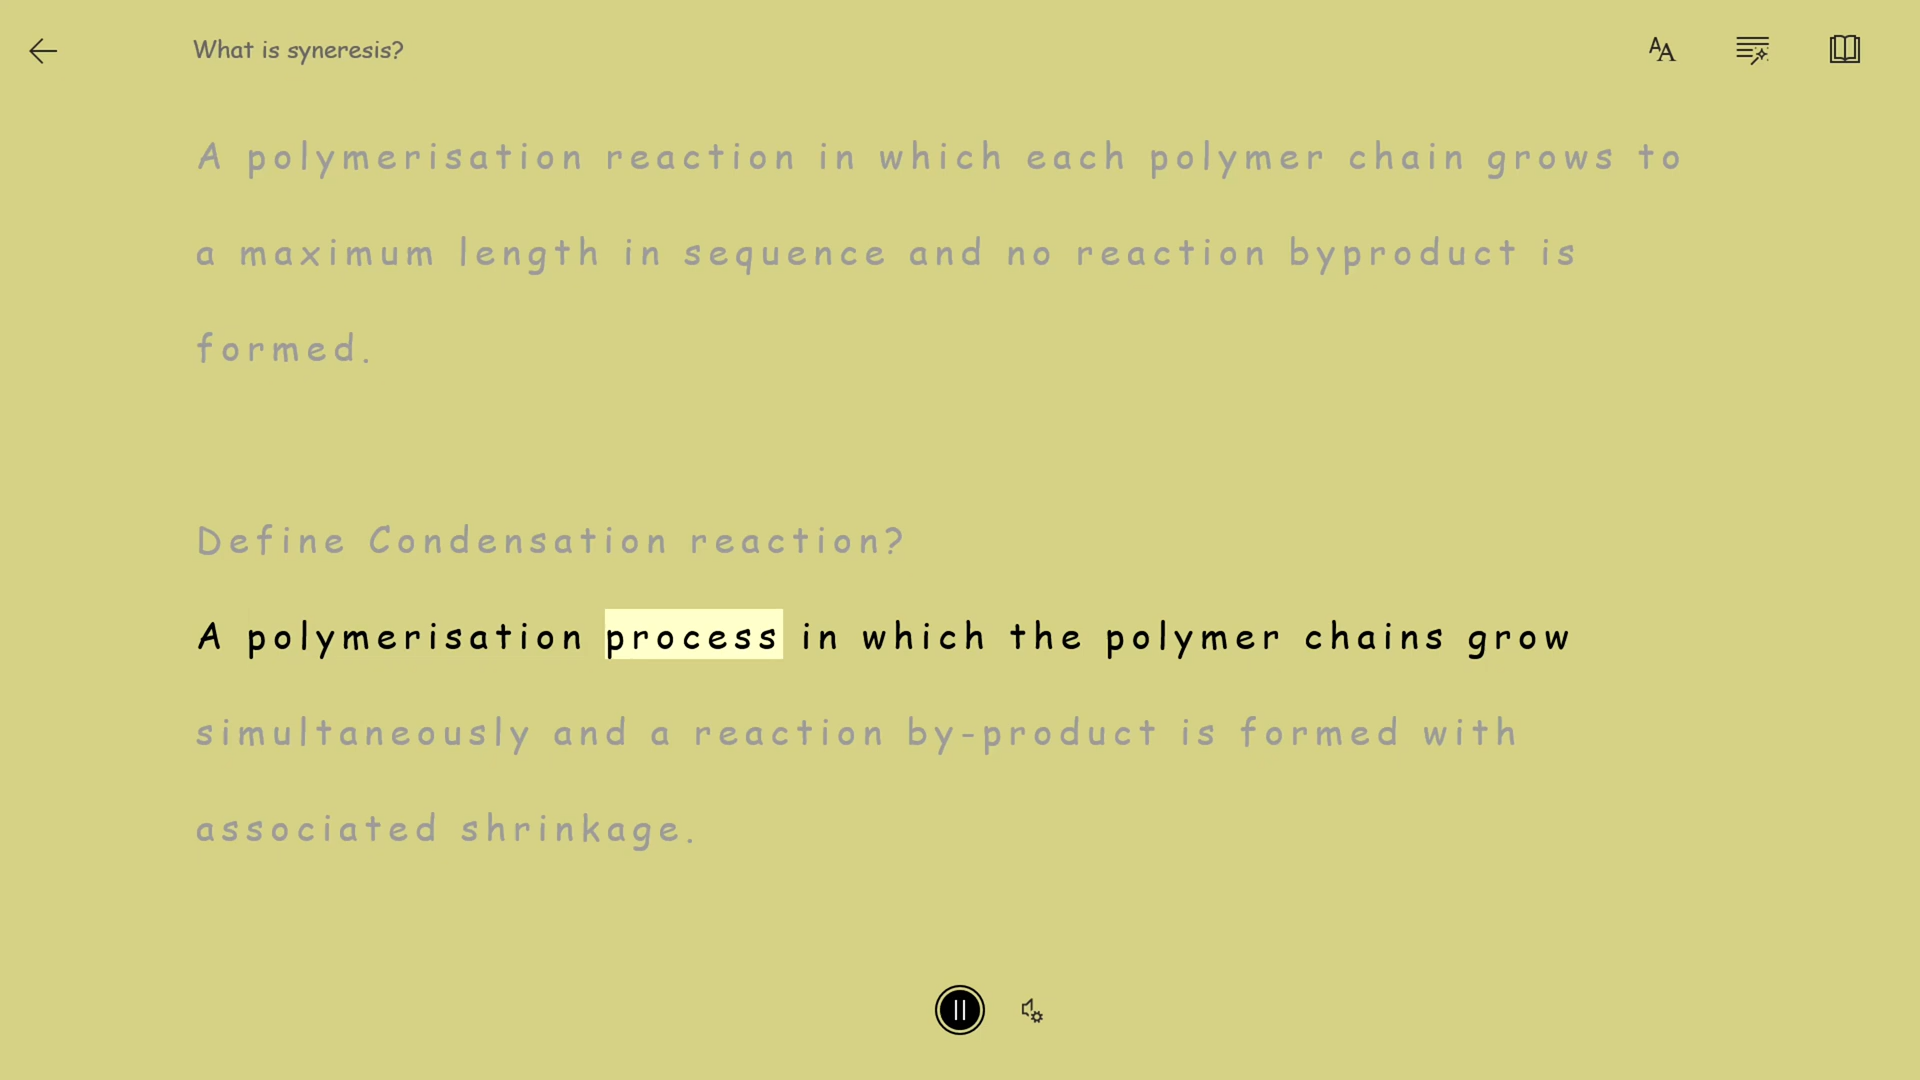 What is syneresis?
A polymerisation reaction in which each polymer chain grows to
a maximum length in sequence and no reaction byproduct is
formed.
Define Condensation reaction?
A polymerisation process in which the polymer chains grow
simultaneously and a reaction by-product is formed with
associated shrinkage.